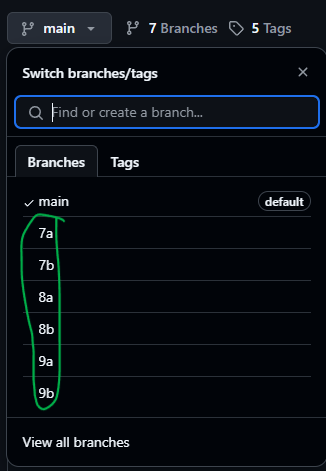 main 7 Branches 5 Tags
Switch branches/tags
Find or create a branch...
Branches Tags
main default
7a
7b
8a
8b
9a
9b
View all branches